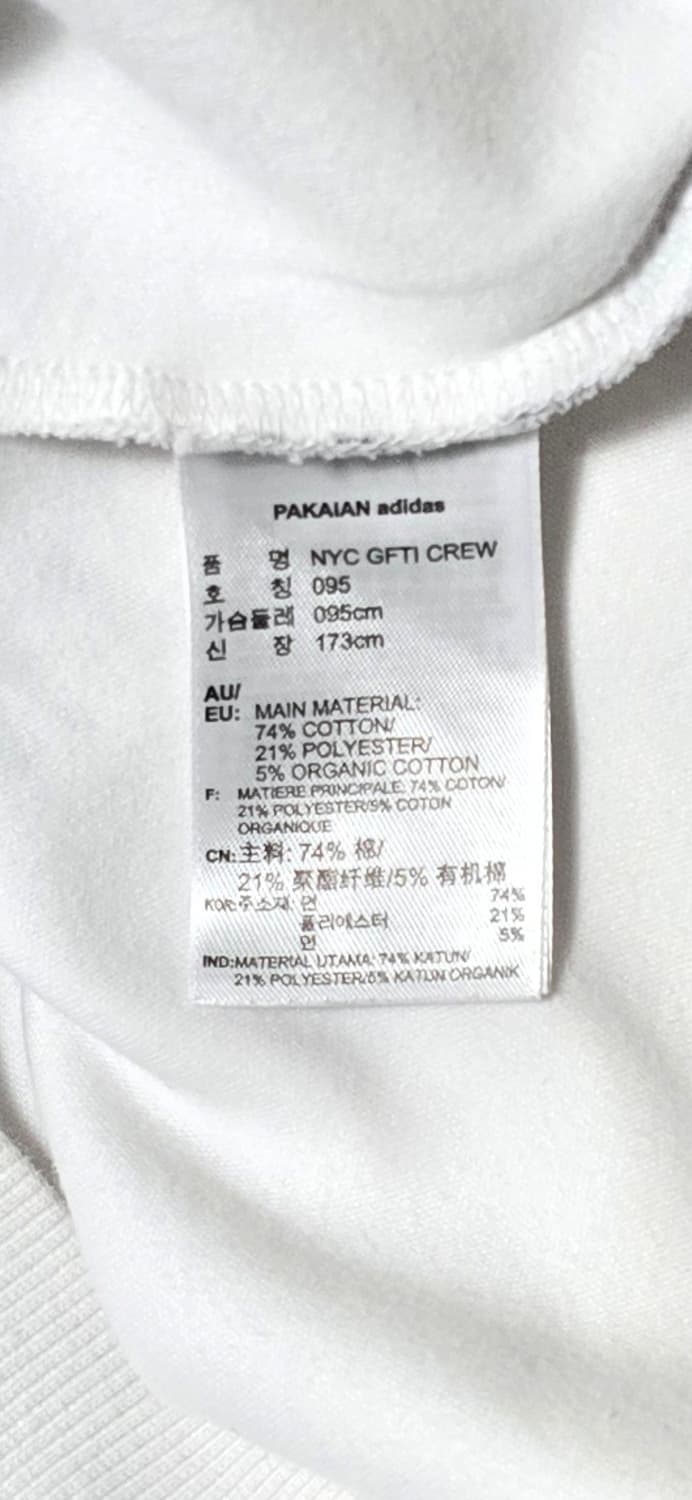 PAKAIAN adidas
품 명 NYC GFTI CREW
호 칭 095
가슴둘레 095cm
신 장 173cm
AU/
EU: MAIN MATERIAL:
74% COTTON/
21% POLYESTER/
5% ORGANIC COTTON
F: MATIERE PRINCIPALE: 74% COTON/
21% POLYESTER/5% COTON
ORGANIQUE
CN:主料: 74% 棉/
21% 聚酯纤维/5% 有机棉
KOR:주소재: 면 74%
폴리에스터 21%
면 5%
IND:MATERIAL UTAMA: 74% KATUN/
21% POLYESTER/5% KATUN ORGANIK